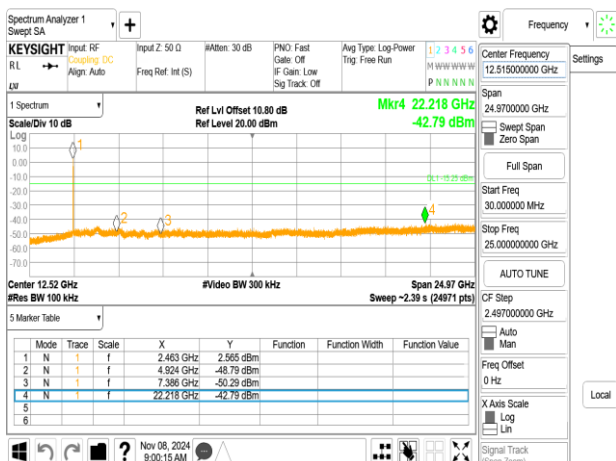 Spectrum Analyzer 1
Swept SA
+
Frequency
KEYSIGHT
Input: RF
Input Z: 50 Ω
#Atten: 30 dB
PNO: Fast
Avg Type: Log-Power
1 2 3 4 5 6
RL
Coupling: DC
Gate: Off
Trig: Free Run
M W W W W W
Align: Auto
Freq Ref: Int (S)
IF Gain: Low
Sig Track: Off
P N N N N N
LXI
Center Frequency
12.515000000 GHz
Settings
Span
24.9700000 GHz
Swept Span
Zero Span
Full Span
Start Freq
30.000000 MHz
Stop Freq
25.000000000 GHz
AUTO TUNE
CF Step
2.497000000 GHz
Auto
Man
Freq Offset
0 Hz
X Axis Scale
Log
Lin
Local
Signal Track
(Span Zoom)
1 Spectrum
Ref Lvl Offset 10.80 dB
Mkr4 22.218 GHz
Scale/Div 10 dB
Ref Level 20.00 dBm
-42.79 dBm
Log
10.0
0.00
-10.0
-20.0
-30.0
-40.0
-50.0
-60.0
-70.0
1
2
3
4
Center 12.52 GHz
#Video BW 300 kHz
Span 24.97 GHz
#Res BW 100 kHz
Sweep ~2.39 s (24971 pts)
5 Marker Table
Mode Trace Scale X Y Function Function Width Function Value
1 N 1 f 2.463 GHz 2.565 dBm
2 N 1 f 4.924 GHz -48.79 dBm
3 N 1 f 7.386 GHz -50.29 dBm
4 N 1 f 22.218 GHz -42.79 dBm
5
6
?
Nov 08, 2024
9:00:15 AM